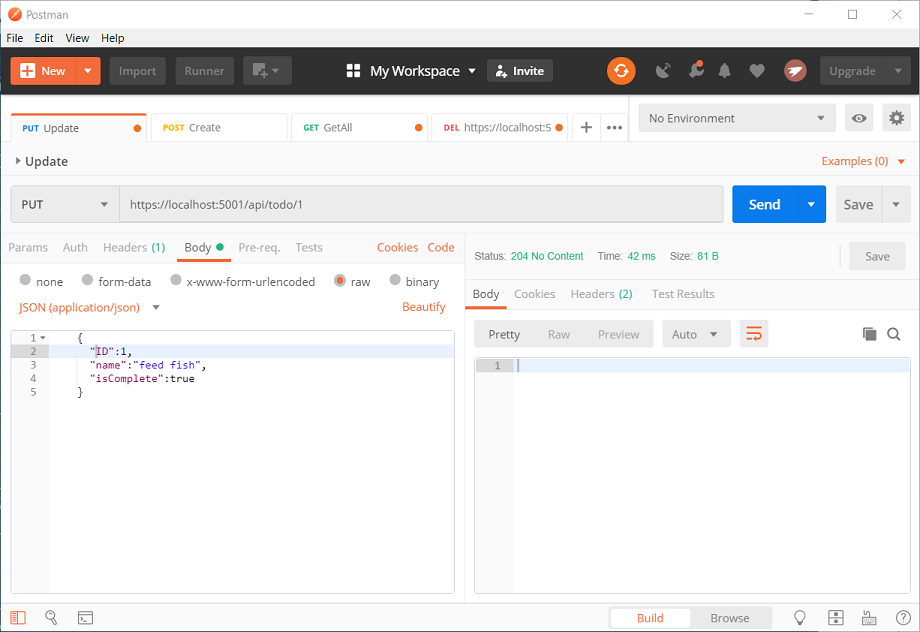 Postman
File Edit View Help
New Import Runner My Workspace Invite Upgrade
PUT Update POST Create GET GetAll DEL https://localhost:5 No Environment
Update Examples (0)
PUT https://localhost:5001/api/todo/1 Send Save
Params Auth Headers (1) Body Pre-req. Tests Cookies Code
none form-data x-www-form-urlencoded raw binary
JSON (application/json) Beautify
1 {
2 "ID":1,
3 "name":"feed fish",
4 "isComplete":true
5 }
Status: 204 No Content Time: 42 ms Size: 81 B Save
Body Cookies Headers (2) Test Results
Pretty Raw Preview Auto
1
Build Browse